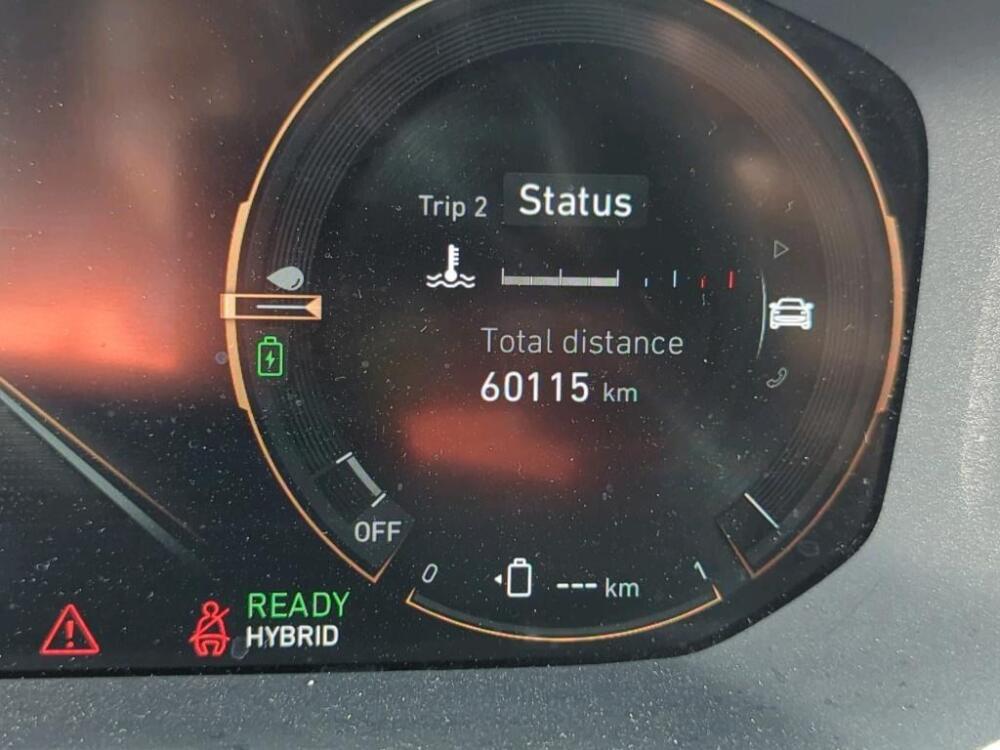 Trip 2 Status
Total distance
60115 km
OFF
0 --- km 1
READY
HYBRID